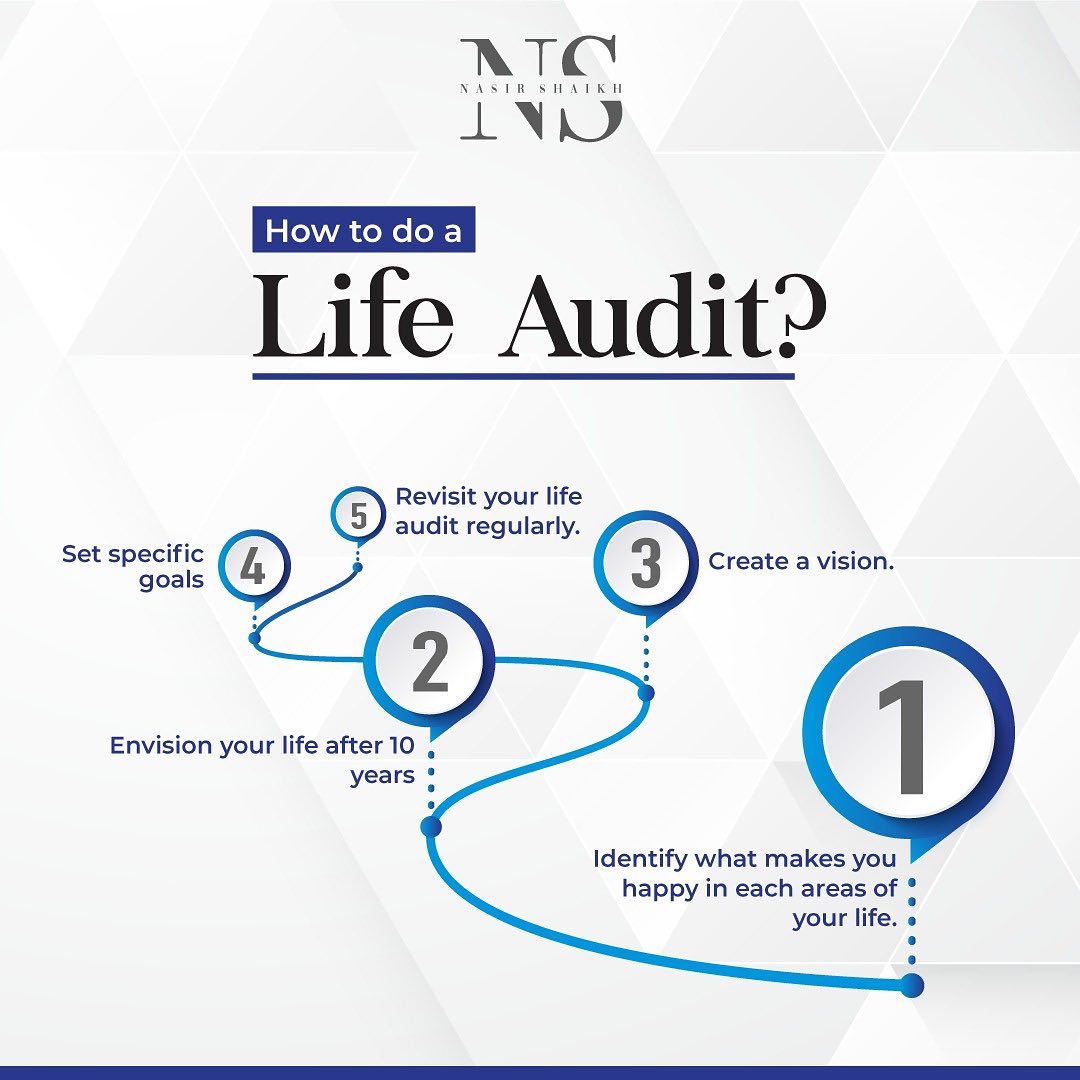 NS
NASIR SHAIKH
How to do a
Life Audit?
5
Revisit your life
audit regularly.
4
Set specific
goals
3
Create a vision.
2
Envision your life after 10
years
1
Identify what makes you
happy in each areas of
your life.